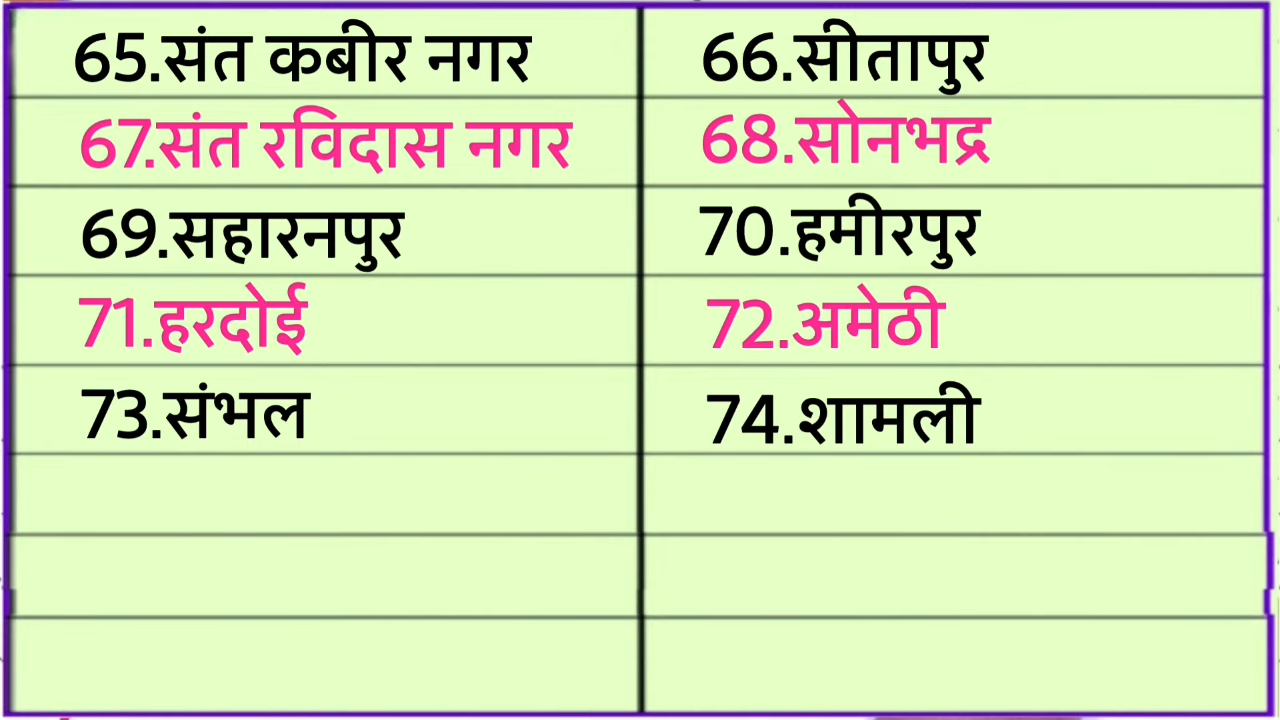 65.संत कबीर नगर
66.सीतापुर
67.संत रविदास नगर
68.सोनभद्र
69.सहारनपुर
70.हमीरपुर
71.हरदोई
72.अमेठी
73.संभल
74.शामली